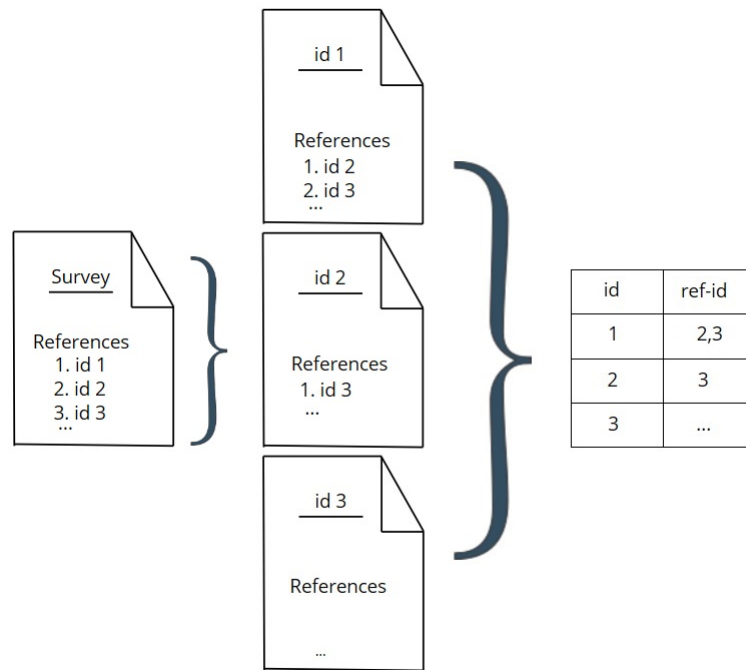 Survey
References
1. id 1
2. id 2
3. id 3
...
id 1
References
1. id 2
2. id 3
...
id 2
References
1. id 3
...
id 3
References
...
id ref-id
1 2,3
2 3
3 ...